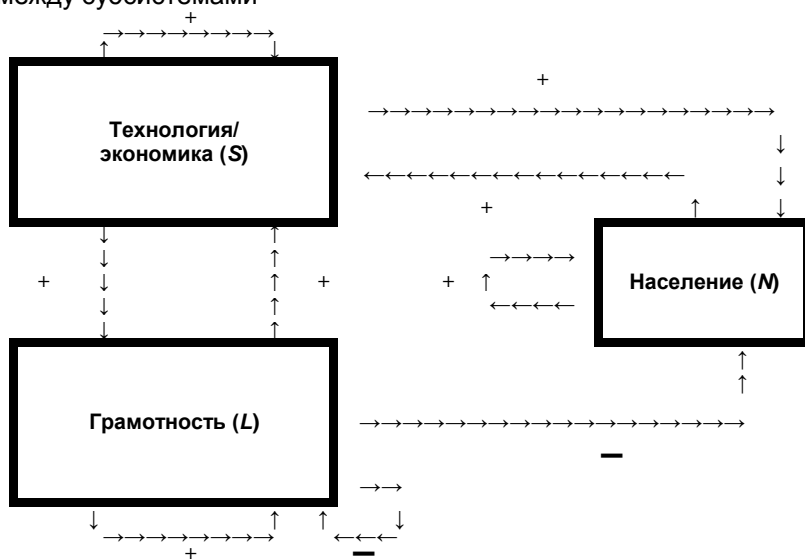 между субсистемами
+
Технология/
экономика (S)
+
+
+
+
+
Население (N)
Грамотность (L)
−
+
−